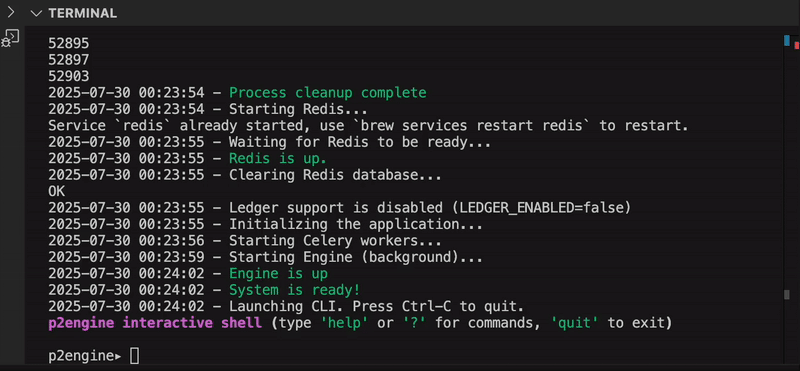 TERMINAL
52895
52897
52903
2025-07-30 00:23:54 – Process cleanup complete
2025-07-30 00:23:54 – Starting Redis...
Service `redis` already started, use `brew services restart redis` to restart.
2025-07-30 00:23:55 – Waiting for Redis to be ready...
2025-07-30 00:23:55 – Redis is up.
2025-07-30 00:23:55 – Clearing Redis database...
OK
2025-07-30 00:23:55 – Ledger support is disabled (LEDGER_ENABLED=false)
2025-07-30 00:23:55 – Initializing the application...
2025-07-30 00:23:56 – Starting Celery workers...
2025-07-30 00:23:59 – Starting Engine (background)...
2025-07-30 00:24:02 – Engine is up
2025-07-30 00:24:02 – System is ready!
2025-07-30 00:24:02 – Launching CLI. Press Ctrl-C to quit.
p2engine interactive shell (type 'help' or '?' for commands, 'quit' to exit)
p2engine▸